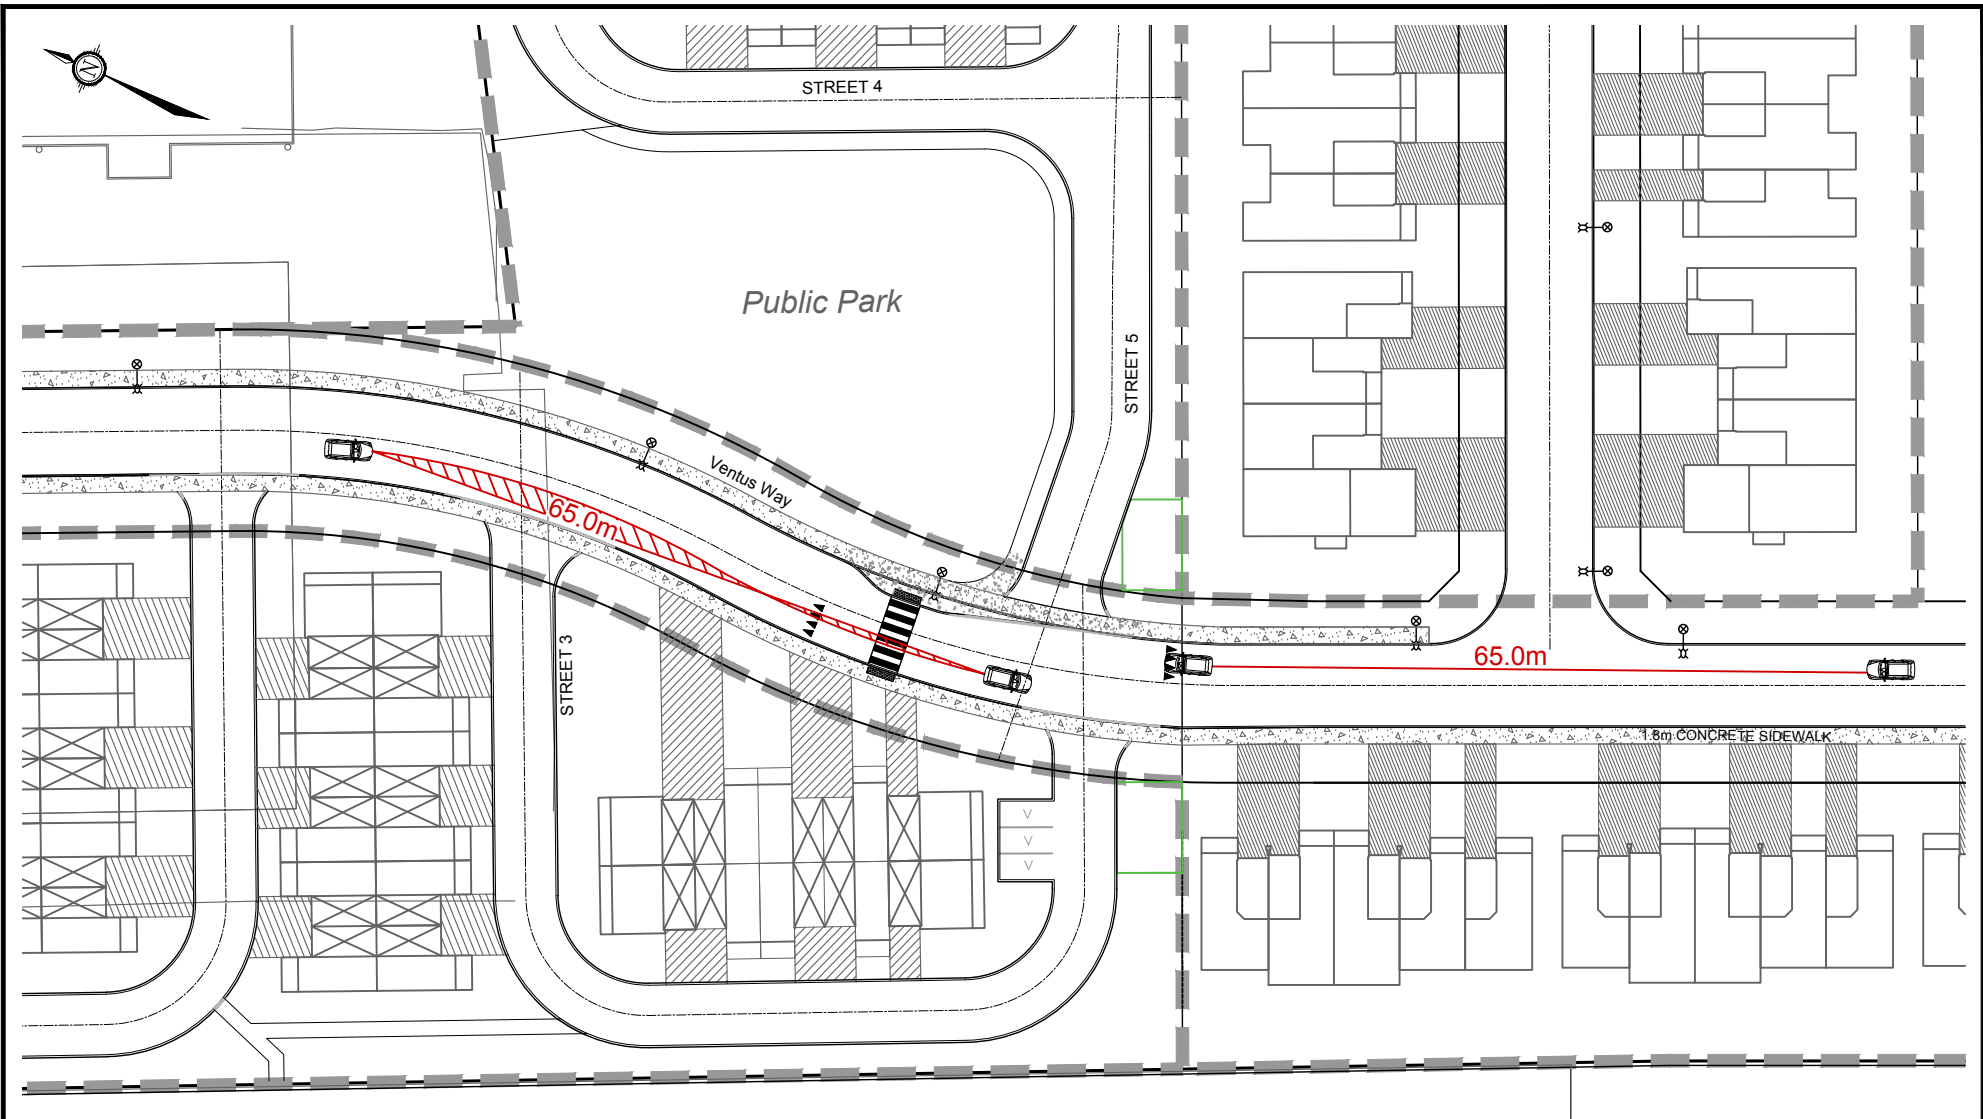 N
STREET 4
Public Park
STREET 5
Ventus Way
65.0m
65.0m
STREET 3
1.8m CONCRETE SIDEWALK